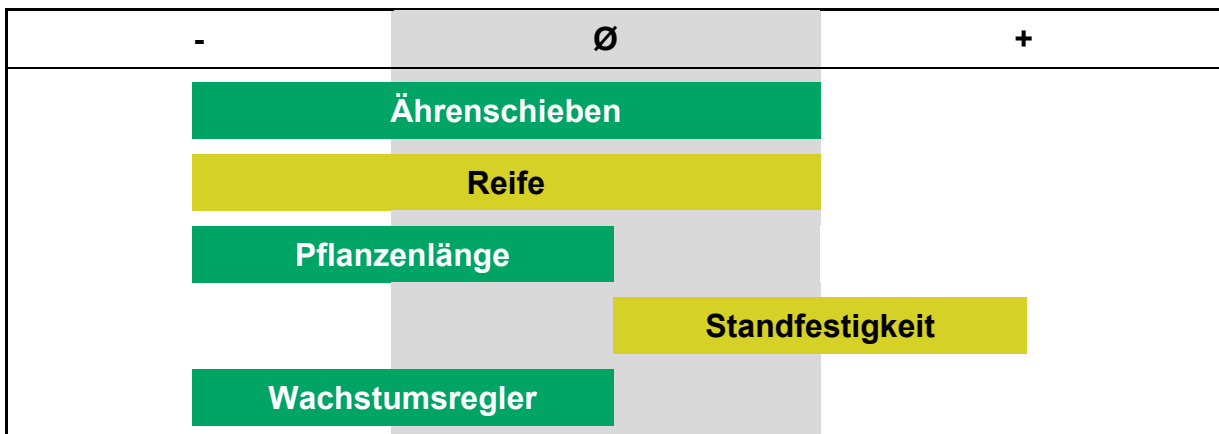 - Ø +
Ährenschieben
Reife
Pflanzenlänge
Standfestigkeit
Wachstumsregler